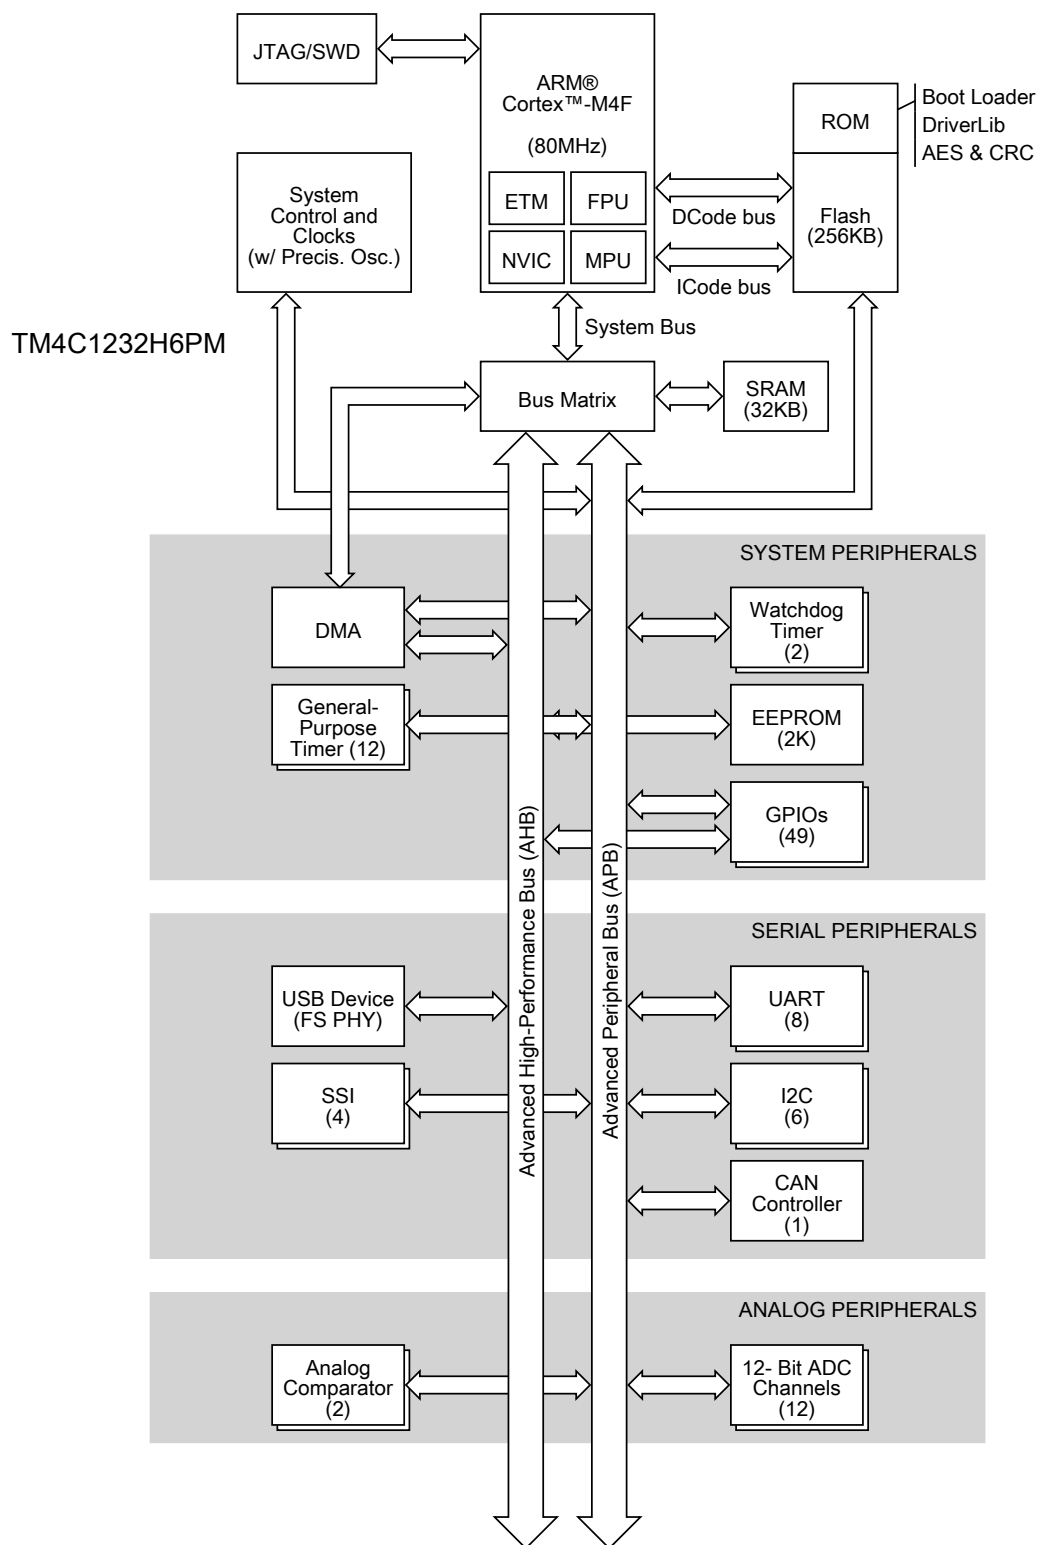 JTAG/SWD
ARM®
Cortex™-M4F
(80MHz)
ETM
FPU
NVIC
MPU
ROM
Boot Loader
DriverLib
AES & CRC
Flash
(256KB)
DCode bus
ICode bus
System
Control and
Clocks
(w/ Precis. Osc.)
TM4C1232H6PM
System Bus
Bus Matrix
SRAM
(32KB)
SYSTEM PERIPHERALS
DMA
Watchdog
Timer
(2)
General-
Purpose
Timer (12)
EEPROM
(2K)
GPIOs
(49)
Advanced High-Performance Bus (AHB)
Advanced Peripheral Bus (APB)
SERIAL PERIPHERALS
USB Device
(FS PHY)
UART
(8)
SSI
(4)
I2C
(6)
CAN
Controller
(1)
ANALOG PERIPHERALS
Analog
Comparator
(2)
12- Bit ADC
Channels
(12)